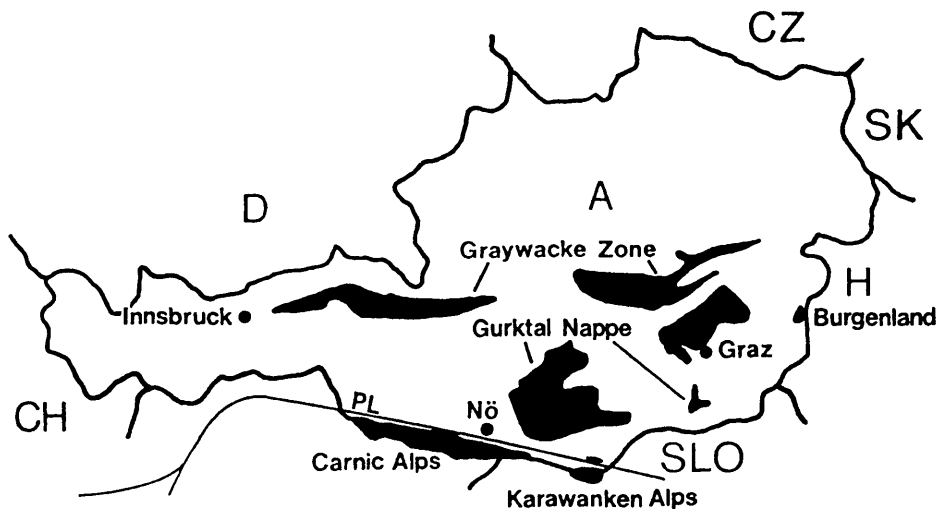 CZ
SK
D
A
Graywacke Zone
H
Innsbruck
Burgenland
Gurktal Nappe
Graz
CH
PL
Nö
SLO
Carnic Alps
Karawanken Alps